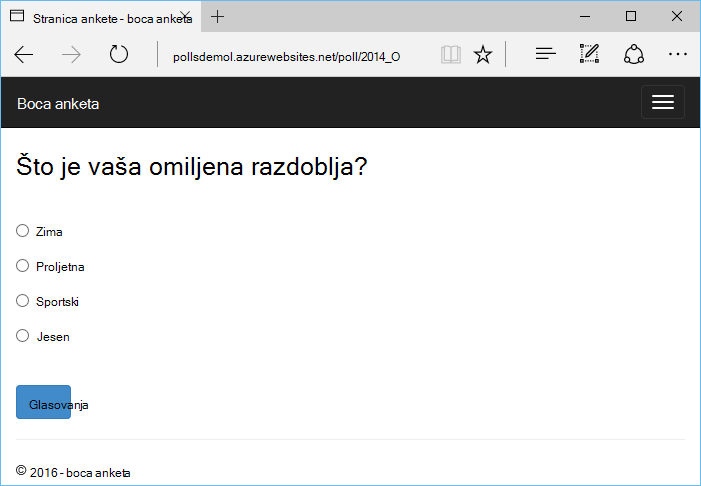 Stranica ankete - boca anketa
pollsdemol.azurewebsites.net/poll/2014_O
Boca anketa
Što je vaša omiljena razdoblja?
Zima
Proljetna
Sportski
Jesen
Glasovanja
© 2016 - boca anketa